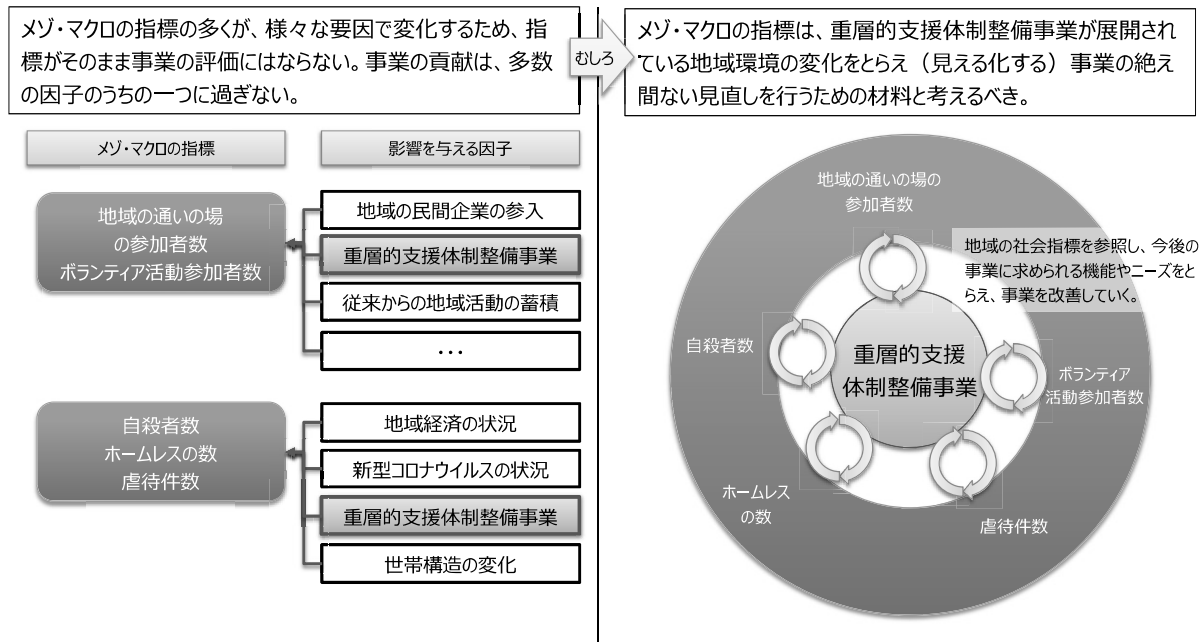 メゾ・マクロの指標の多くが、様々な要因で変化するため、指
標がそのまま事業の評価にはならない。事業の貢献は、多数
の因子のうちの一つに過ぎない。
むしろ
メゾ・マクロの指標は、重層的支援体制整備事業が展開され
ている地域環境の変化をとらえ（見える化する）事業の絶え
間ない見直しを行うための材料と考えるべき。
メゾ・マクロの指標
影響を与える因子
地域の通いの場
の参加者数
ボランティア活動参加者数
地域の民間企業の参入
重層的支援体制整備事業
従来からの地域活動の蓄積
・・・
自殺者数
ホームレスの数
虐待件数
地域経済の状況
新型コロナウイルスの状況
重層的支援体制整備事業
世帯構造の変化
地域の通いの場の
参加者数
地域の社会指標を参照し、今後の
事業に求められる機能やニーズをと
らえ、事業を改善していく。
自殺者数
重層的支援
体制整備事業
ボランティア
活動参加者数
ホームレス
の数
虐待件数